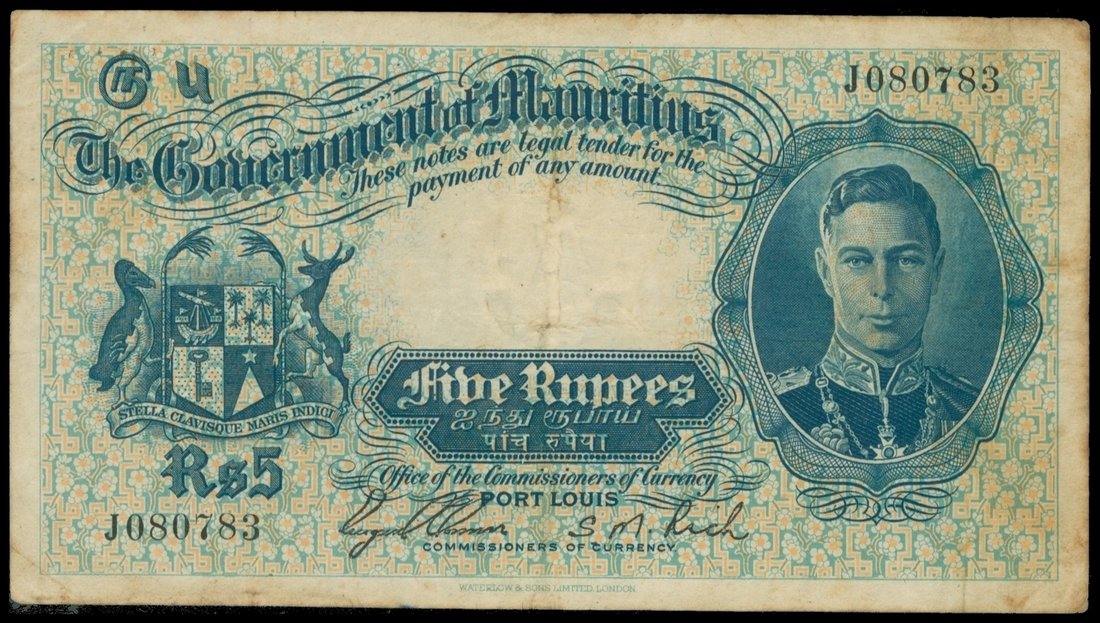 ௫ ५
J080783
The Government of Mauritius
These notes are legal tender for the
payment of any amount.
STELLA CLAVISQUE MARIS INDICI
Five Rupees
ஐந்து ரூபாய
पांच रुपैया
Rs5
Office of the Commissioners of Currency
PORT LOUIS
J080783
S M Rich
COMMISSIONERS OF CURRENCY.
WATERLOW & SONS LIMITED, LONDON